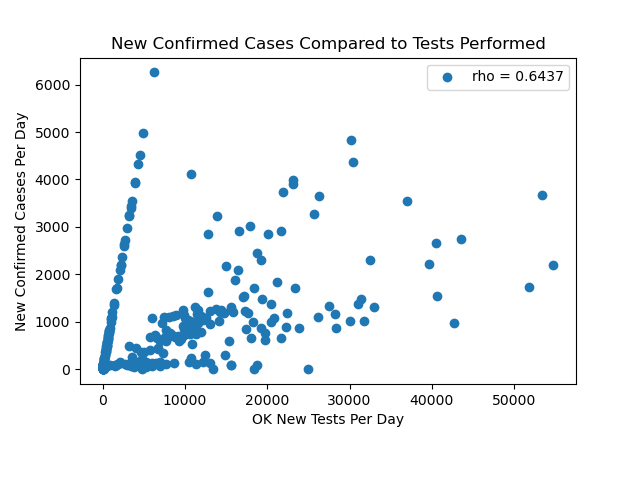 New Confirmed Cases Compared to Tests Performed
rho = 0.6437
6000
5000
4000
3000
2000
1000
0
New Confirmed Caeses Per Day
0 10000 20000 30000 40000 50000
OK New Tests Per Day